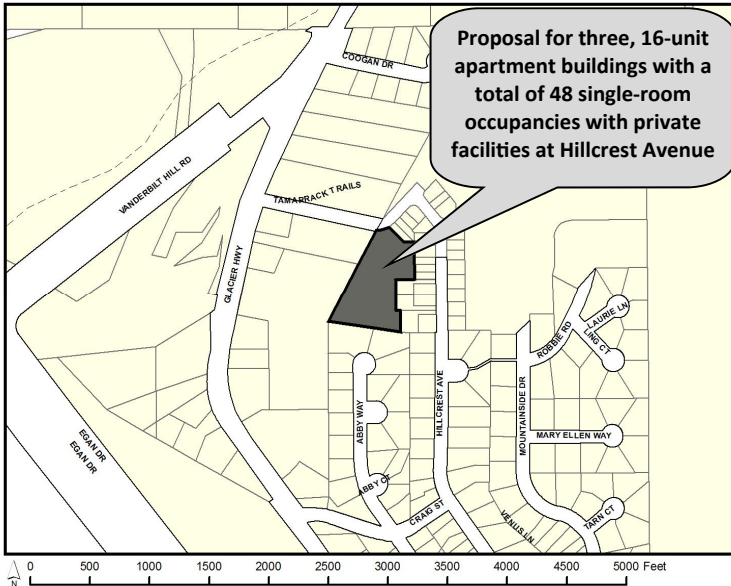 Proposal for three, 16-unit
apartment buildings with a
total of 48 single-room
occupancies with private
facilities at Hillcrest Avenue
COOGAN DR
VANDERBILT HILL RD
TAMARRACK TRAILS
GLACIER HWY
LAURIE LN
LING CT
ROBBIE RD
HILLCREST AVE
MOUNTAINSIDE DR
ABBY WAY
MARY ELLEN WAY
EGAN DR
EGAN DR
ABBY CT
CRAIG ST
VENUS LN
TARN CT
N
0 500 1000 1500 2000 2500 3000 3500 4000 4500 5000 Feet